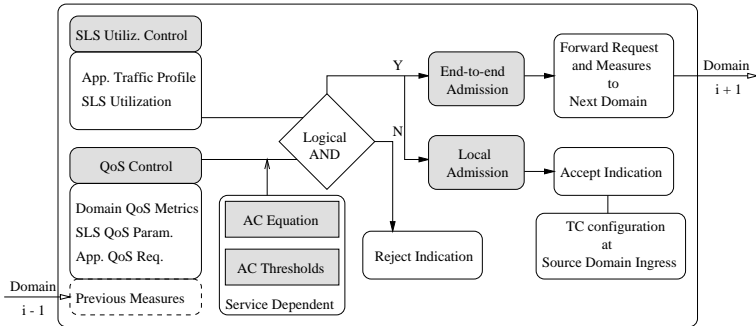 SLS Utiliz. Control
App. Traffic Profile
SLS Utilization
QoS Control
Domain QoS Metrics
SLS QoS Param.
App. QoS Req.
Previous Measures
Domain
i - 1
AC Equation
AC Thresholds
Service Dependent
Logical
AND
Y
N
Reject Indication
End-to-end
Admission
Local
Admission
Forward Request
and Measures
to
Next Domain
Accept Indication
TC configuration
at
Source Domain Ingress
Domain
i + 1